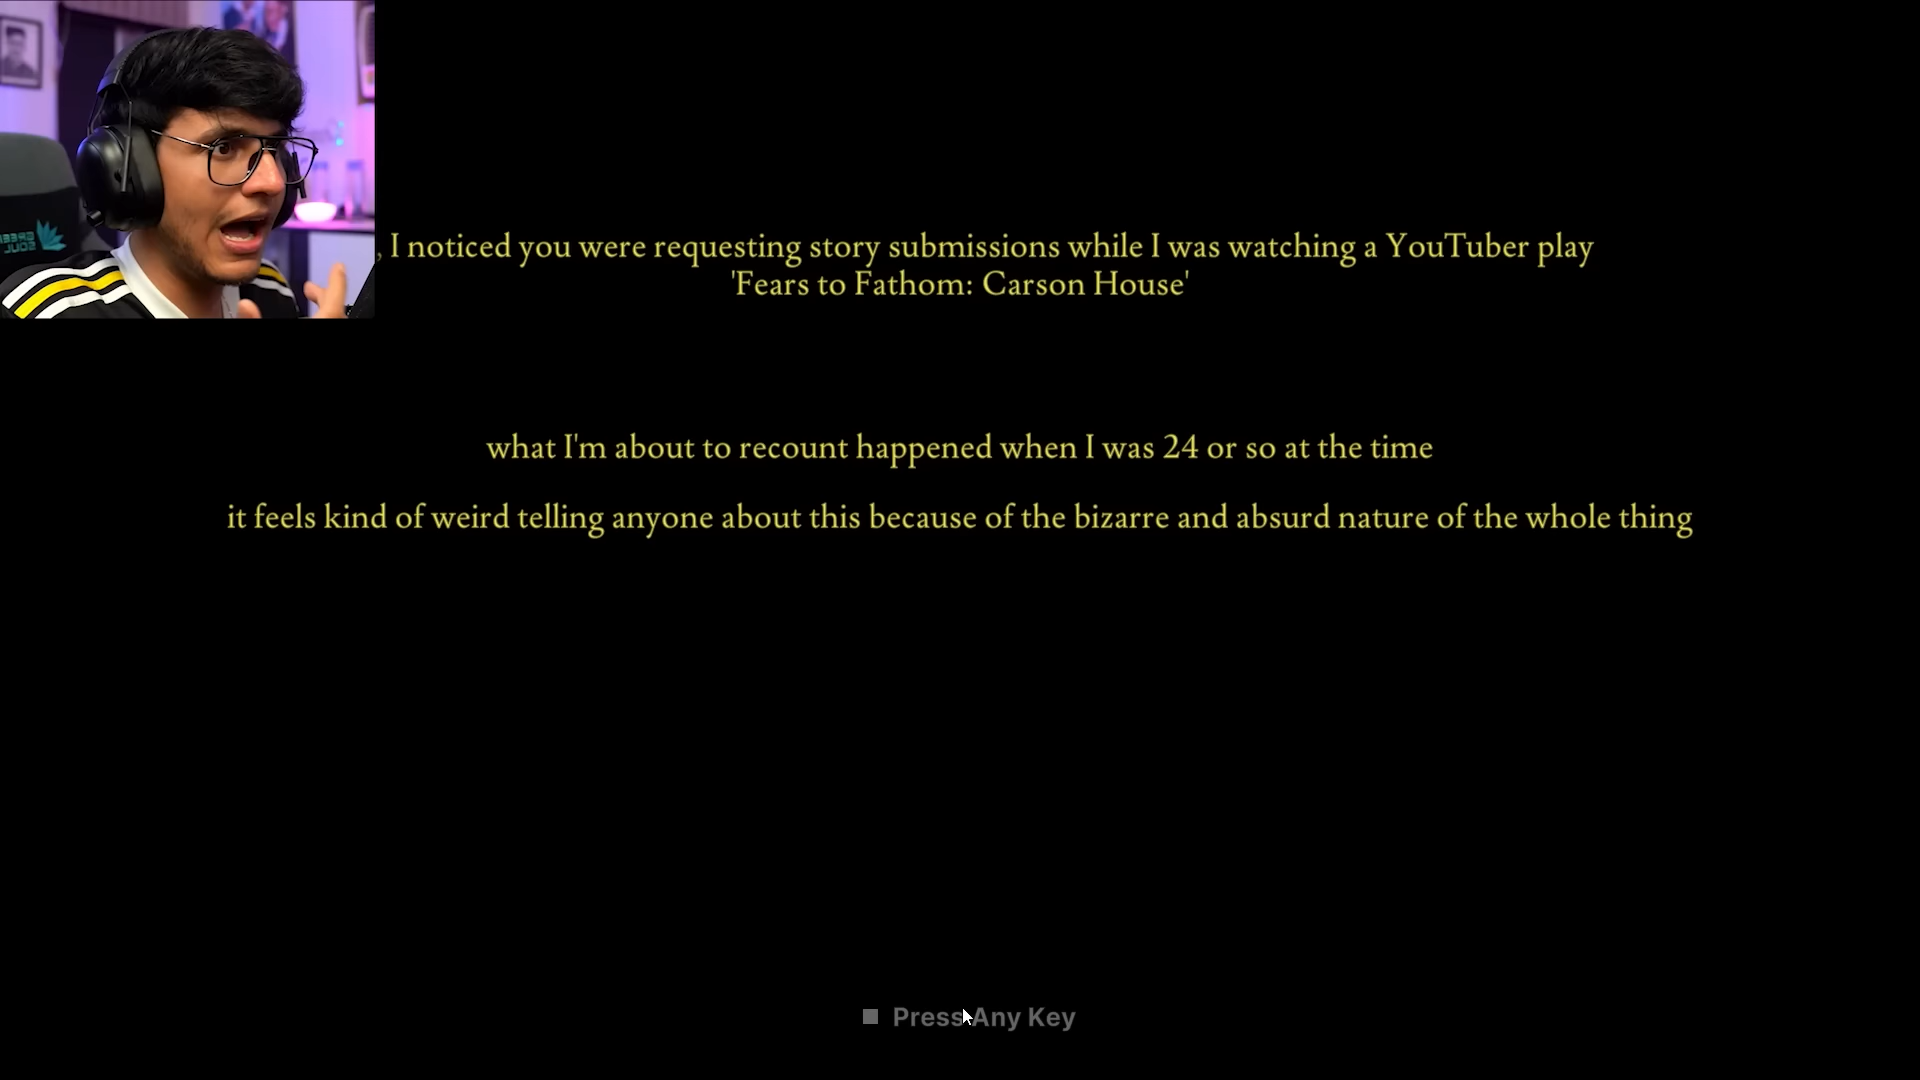 , I noticed you were requesting story submissions while I was watching a YouTuber play
'Fears to Fathom: Carson House'
what I'm about to recount happened when I was 24 or so at the time
it feels kind of weird telling anyone about this because of the bizarre and absurd nature of the whole thing
Press Any Key
GREEN
SOUL